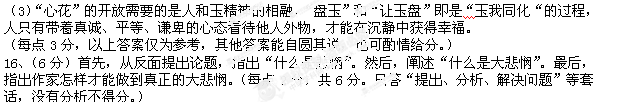 （3）“心花”的开放需要的是人和玉精神的相融。“盘玉”和“让玉盘”即是“玉我同化“的过程，
人只有带着真诚、平等、谦卑的心态看待他人外物，才能在沉静中获得幸福。
（每点 3 分，以上答案仅为参考，其他答案能自圆其说，也可酌情给分。）
16、（6 分）首先，从反面提出论题，指出“什么是悲悯”。然后，阐述“什么是大悲悯”。最后，
指出作家怎样才能做到真正的大悲悯。（每点 分，共 6 分。只答“提出、分析、解决问题”等套
话，没有分析不得分。）